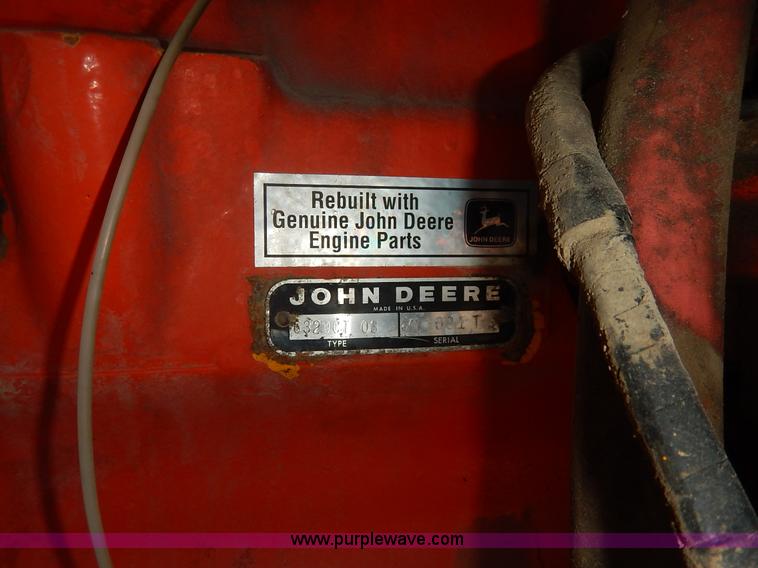 Rebuilt with
Genuine John Deere
Engine Parts
JOHN DEERE
JOHN DEERE
MADE IN U.S.A.
TYPE SERIAL
www.purplewave.com